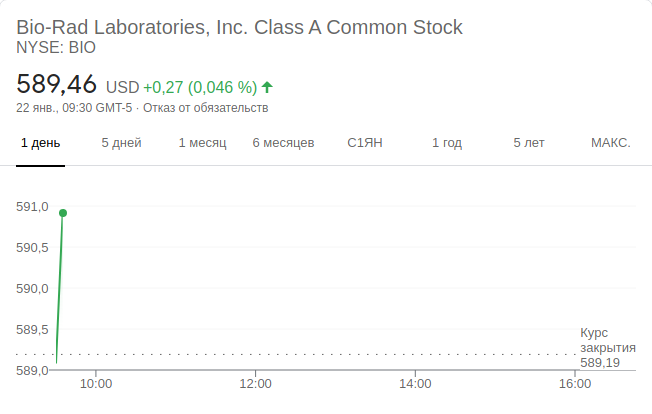 Bio-Rad Laboratories, Inc. Class A Common Stock
NYSE: BIO
589,46 USD +0,27 (0,046 %)
22 янв., 09:30 GMT-5 · Отказ от обязательств
1 день 5 дней 1 месяц 6 месяцев С1ЯН 1 год 5 лет МАКС.
591,0
590,5
590,0
589,5
589,0
Курс
закрытия
589,19
10:00 12:00 14:00 16:00